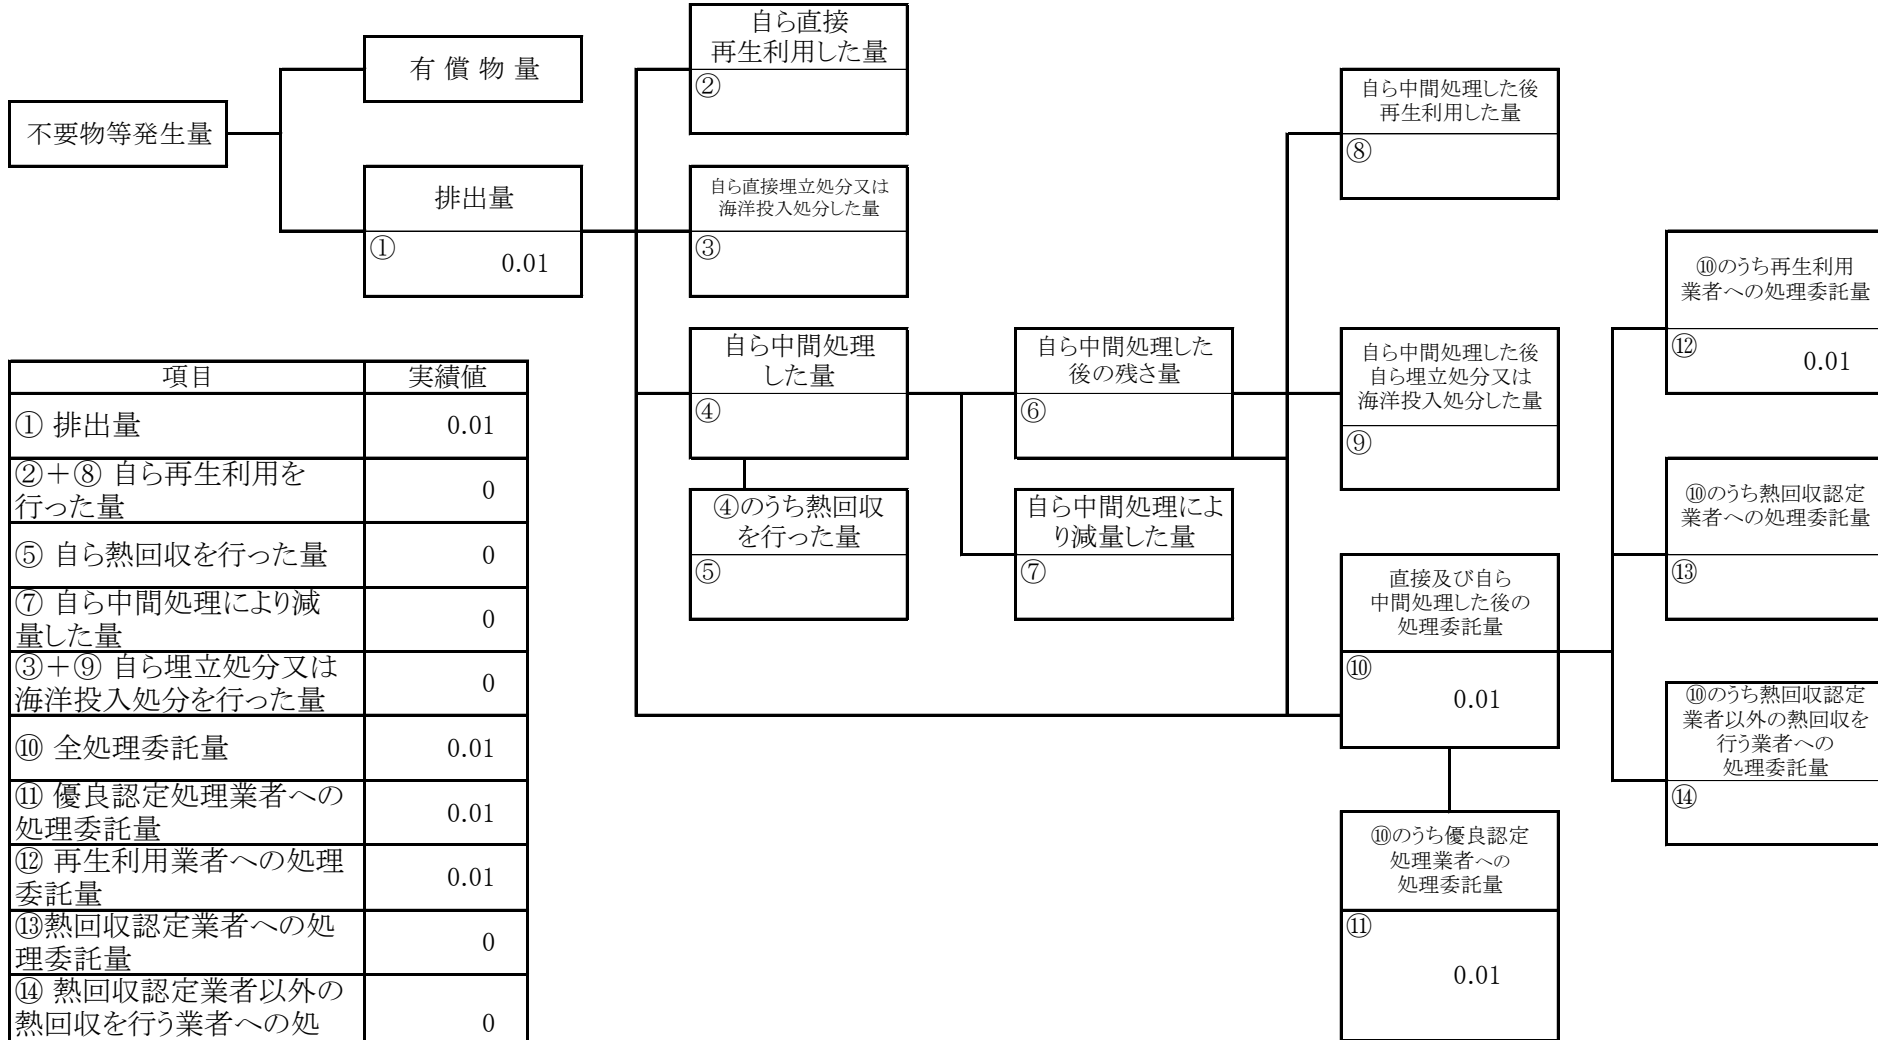 不要物等発生量
有 償 物 量
排出量
①
0.01
自ら直接
再生利用した量
②
自ら直接埋立処分又は
海洋投入処分した量
③
自ら中間処理
した量
④
④のうち熱回収
を行った量
⑤
自ら中間処理した
後の残さ量
⑥
自ら中間処理によ
り減量した量
⑦
自ら中間処理した後
再生利用した量
⑧
自ら中間処理した後
自ら埋立処分又は
海洋投入処分した量
⑨
直接及び自ら
中間処理した後の
処理委託量
⑩
0.01
⑩のうち優良認定
処理業者への
処理委託量
⑪
0.01
⑩のうち再生利用
業者への処理委託量
⑫
0.01
⑩のうち熱回収認定
業者への処理委託量
⑬
⑩のうち熱回収認定
業者以外の熱回収を
行う業者への
処理委託量
⑭
項目 実績値
① 排出量 0.01
②＋⑧ 自ら再生利用を
行った量 0
⑤ 自ら熱回収を行った量 0
⑦ 自ら中間処理により減
量した量 0
③＋⑨ 自ら埋立処分又は
海洋投入処分を行った量 0
⑩ 全処理委託量 0.01
⑪ 優良認定処理業者への
処理委託量 0.01
⑫ 再生利用業者への処理
委託量 0.01
⑬熱回収認定業者への処
理委託量 0
⑭ 熱回収認定業者以外の
熱回収を行う業者への処 0